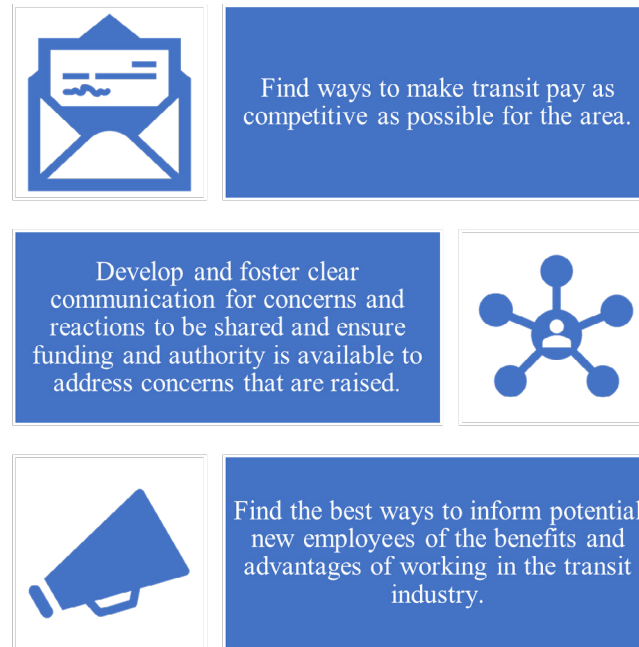 Find ways to make transit pay as
competitive as possible for the area.
Develop and foster clear
communication for concerns and
reactions to be shared and ensure
funding and authority is available to
address concerns that are raised.
Find the best ways to inform potential
new employees of the benefits and
advantages of working in the transit
industry.